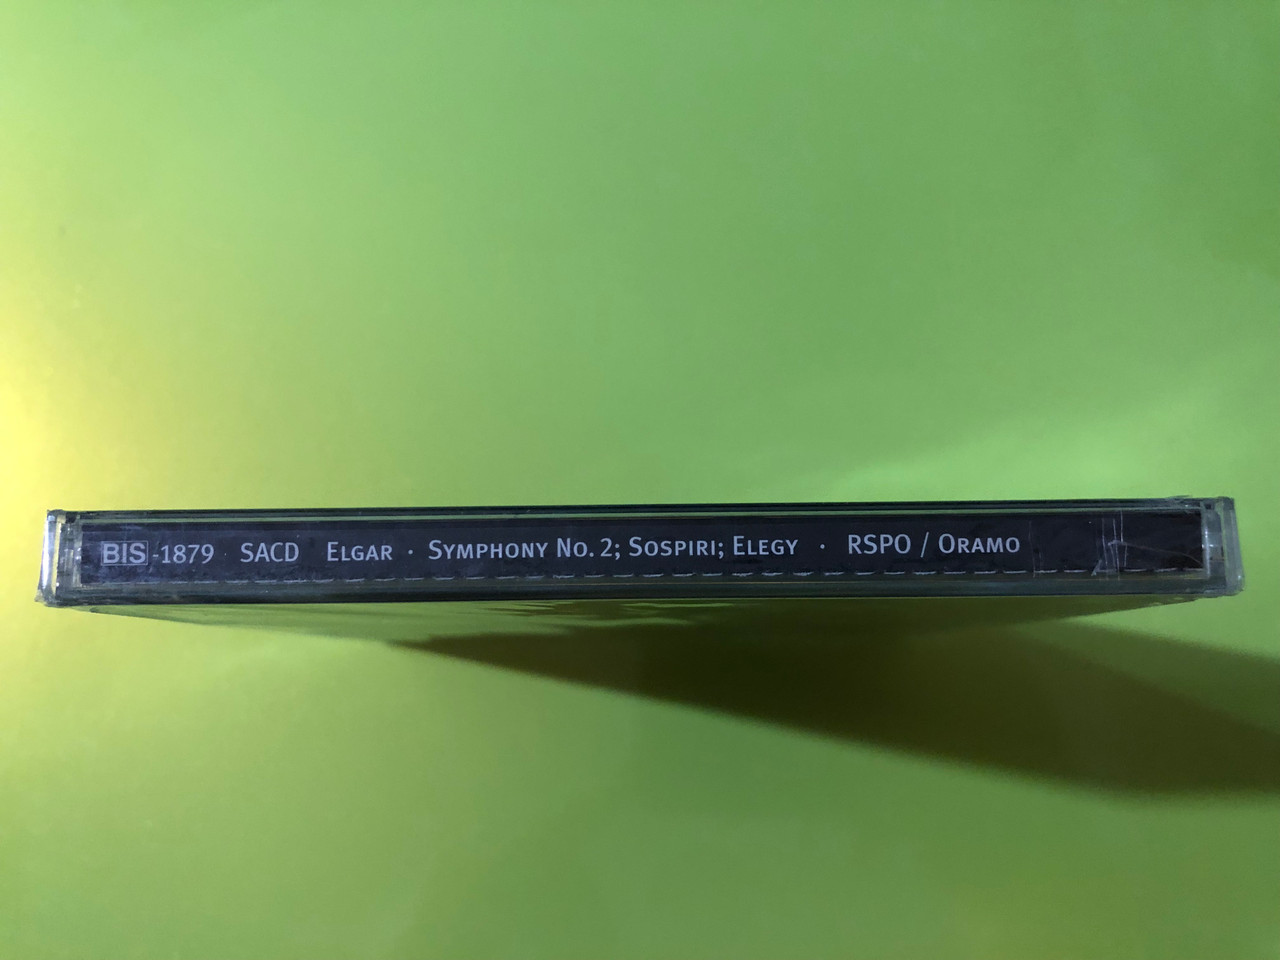 BIS-1879 SACD Elgar · Symphony No. 2; Sospiri; Elegy · RSPO / Oramo